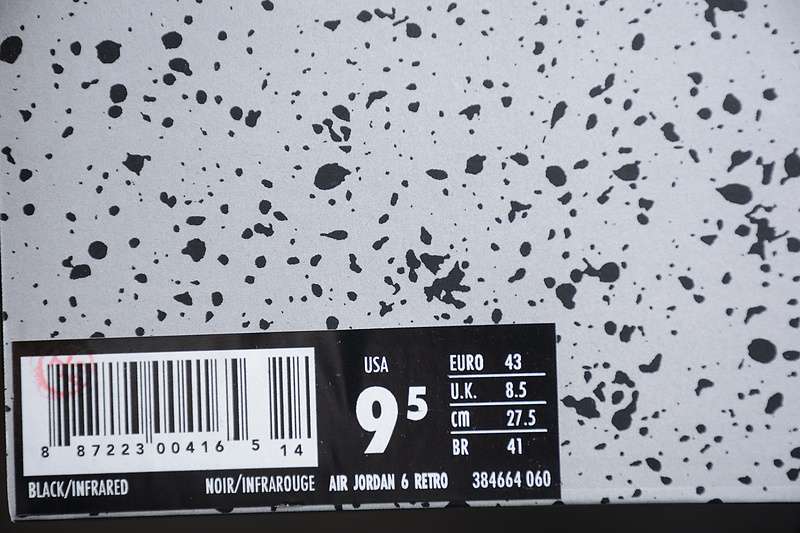 USA
9⁵
EURO 43
U.K. 8.5
CM 27.5
BR 41
8 87223 00416 5 14
BLACK/INFRARED NOIR/INFRAROUGE AIR JORDAN 6 RETRO 384664 060